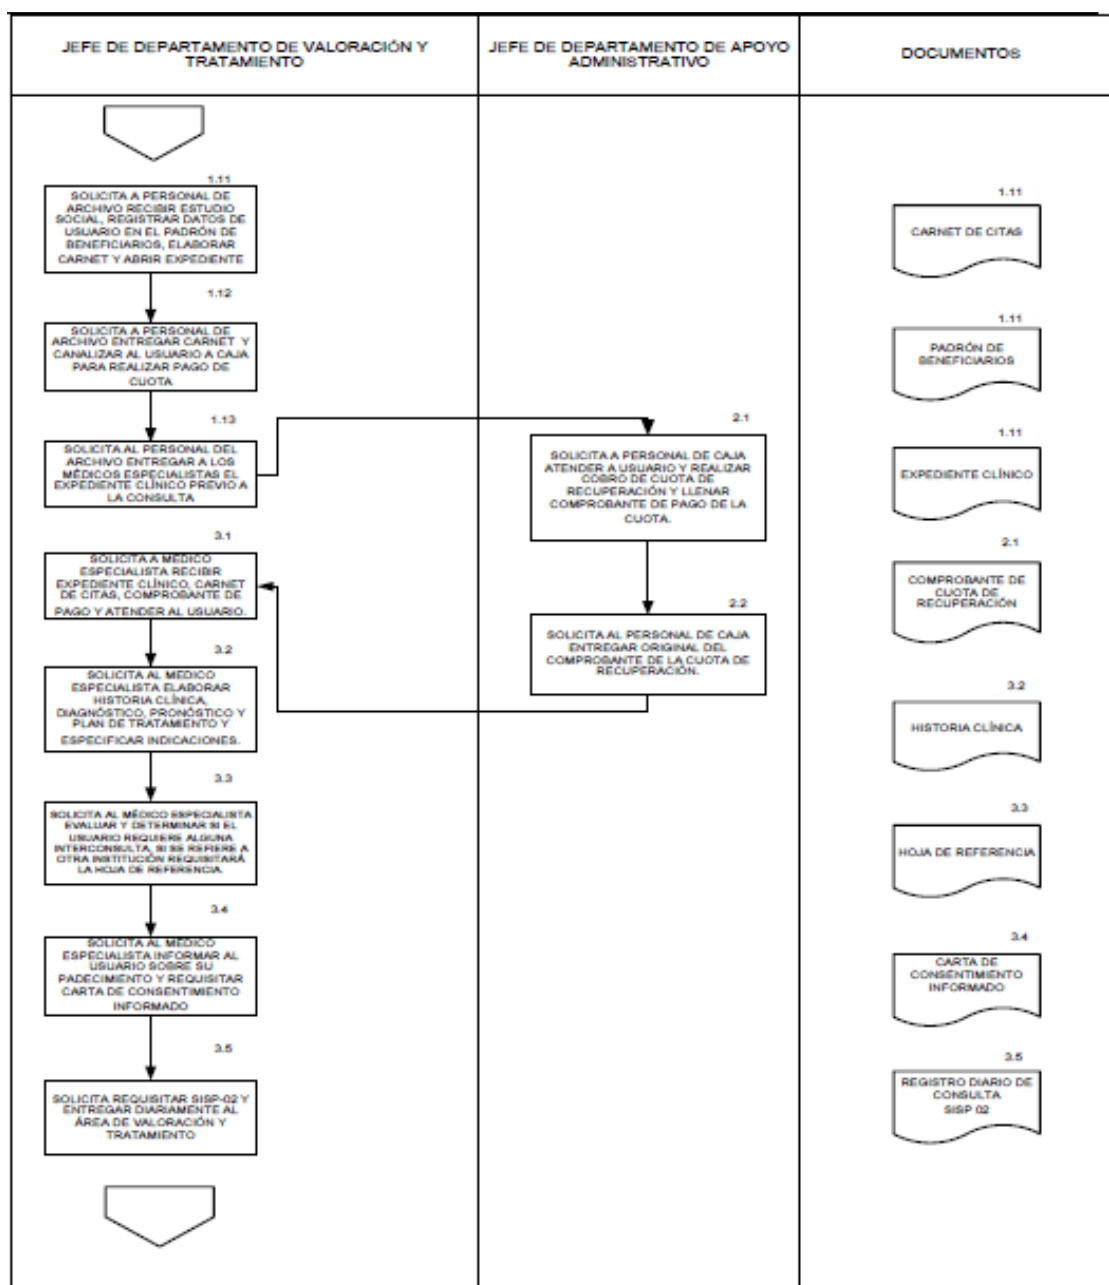 JEFE DE DEPARTAMENTO DE VALORACIÓN Y
TRATAMIENTO
JEFE DE DEPARTAMENTO DE APOYO
ADMINISTRATIVO
DOCUMENTOS
1.11
SOLICITA A PERSONAL DE
ARCHIVO RECIBIR ESTUDIO
SOCIAL, REGISTRAR DATOS DE
USUARIO EN EL PADRÓN DE
BENEFICIARIOS, ELABORAR
CARNET Y ABRIR EXPEDIENTE
1.12
SOLICITA A PERSONAL DE
ARCHIVO ENTREGAR CARNET Y
CANALIZAR AL USUARIO A CAJA
PARA REALIZAR PAGO DE
CUOTA
1.13
SOLICITA AL PERSONAL DEL
ARCHIVO ENTREGAR A LOS
MÉDICOS ESPECIALISTAS EL
EXPEDIENTE CLÍNICO PREVIO A
LA CONSULTA
3.1
SOLICITA A MÉDICO
ESPECIALISTA RECIBIR
EXPEDIENTE CLÍNICO, CARNET
DE CITAS, COMPROBANTE DE
PAGO Y ATENDER AL USUARIO.
3.2
SOLICITA AL MÉDICO
ESPECIALISTA ELABORAR
HISTORIA CLÍNICA,
DIAGNÓSTICO, PRONÓSTICO Y
PLAN DE TRATAMIENTO Y
ESPECIFICAR INDICACIONES.
3.3
SOLICITA AL MÉDICO ESPECIALISTA
EVALUAR Y DETERMINAR SI EL
USUARIO REQUIERE ALGUNA
INTERCONSULTA, SI SE REFIERE A
OTRA INSTITUCIÓN REQUISITARÁ
LA HOJA DE REFERENCIA.
3.4
SOLICITA AL MÉDICO
ESPECIALISTA INFORMAR AL
USUARIO SOBRE SU
PADECIMIENTO Y REQUISITAR
CARTA DE CONSENTIMIENTO
INFORMADO
3.5
SOLICITA REQUISITAR SISP-02 Y
ENTREGAR DIARIAMENTE AL
ÁREA DE VALORACIÓN Y
TRATAMIENTO
2.1
SOLICITA A PERSONAL DE CAJA
ATENDER A USUARIO Y REALIZAR
COBRO DE CUOTA DE
RECUPERACIÓN Y LLENAR
COMPROBANTE DE PAGO DE LA
CUOTA.
2.2
SOLICITA AL PERSONAL DE CAJA
ENTREGAR ORIGINAL DEL
COMPROBANTE DE LA CUOTA DE
RECUPERACIÓN.
1.11
CARNET DE CITAS
1.11
PADRÓN DE
BENEFICIARIOS
1.11
EXPEDIENTE CLÍNICO
2.1
COMPROBANTE DE
CUOTA DE
RECUPERACIÓN
3.2
HISTORIA CLÍNICA
3.3
HOJA DE REFERENCIA
3.4
CARTA DE
CONSENTIMIENTO
INFORMADO
3.5
REGISTRO DIARIO DE
CONSULTA
SISP 02